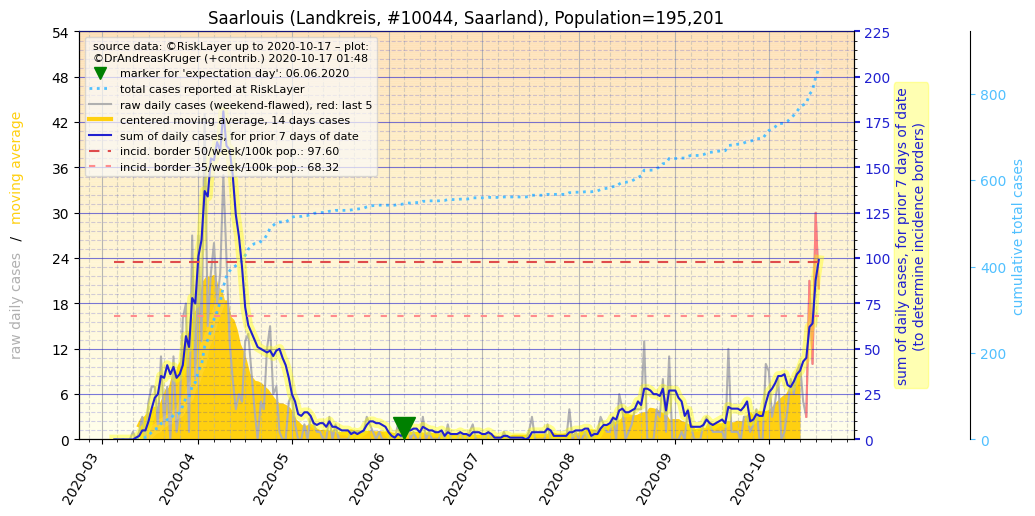 Saarlouis (Landkreis, #10044, Saarland), Population=195,201
source data: ©RiskLayer up to 2020-10-17 – plot:
©DrAndreasKruger (+contrib.) 2020-10-17 01:48
marker for 'expectation day': 06.06.2020
total cases reported at RiskLayer
raw daily cases (weekend-flawed), red: last 5
centered moving average, 14 days cases
sum of daily cases, for prior 7 days of date
incid. border 50/week/100k pop.: 97.60
incid. border 35/week/100k pop.: 68.32
raw daily cases / moving average
54
48
42
36
30
24
18
12
6
0
225
200
175
150
125
100
75
50
25
0
sum of daily cases, for prior 7 days of date
(to determine incidence borders)
800
600
400
200
0
cumulative total cases
2020-03
2020-04
2020-05
2020-06
2020-07
2020-08
2020-09
2020-10